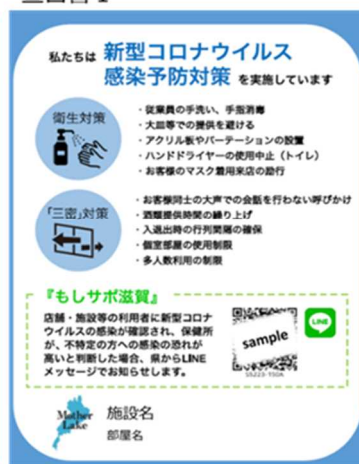 私たちは 新型コロナウイルス
感染予防対策 を実施しています
衛生対策
・従業員の手洗い、手指消毒
・大皿等での提供を避ける
・アクリル板やパーテーションの設置
・ハンドドライヤーの使用中止（トイレ）
・お客様のマスク着用来店の励行
「三密」対策
・お客様同士の大声での会話を行わない呼びかけ
・酒類提供時間の繰り上げ
・入退出時の行列間隔の確保
・個室部屋の使用制限
・多人数利用の制限
『もしサポ滋賀』
店舗・施設等の利用者に新型コロナ
ウイルスの感染が確認され、保健所
が、不特定の方への感染の恐れが
高いと判断した場合、県からLINE
メッセージでお知らせします。
sample
LINE
Mother
Lake
施設名
部屋名